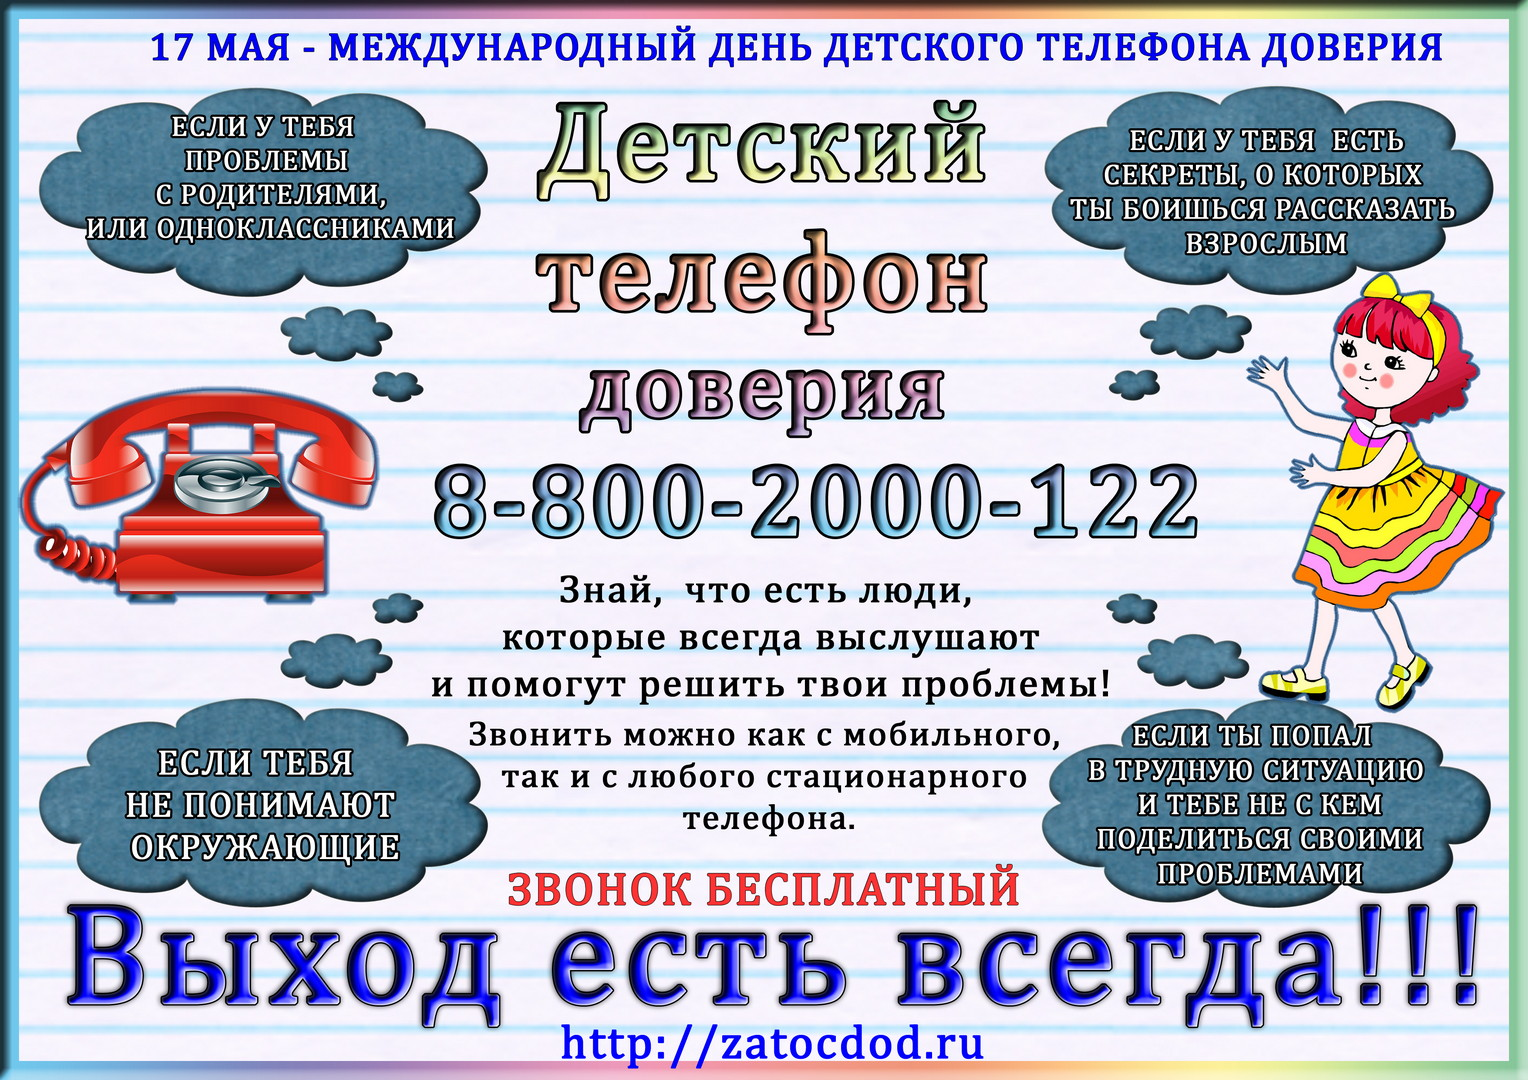 17 МАЯ - МЕЖДУНАРОДНЫЙ ДЕНЬ ДЕТСКОГО ТЕЛЕФОНА ДОВЕРИЯ
ЕСЛИ У ТЕБЯ
ПРОБЛЕМЫ
С РОДИТЕЛЯМИ,
ИЛИ ОДНОКЛАССНИКАМИ
Детский
телефон
доверия
8-800-2000-122
ЕСЛИ У ТЕБЯ ЕСТЬ
СЕКРЕТЫ, О КОТОРЫХ
ТЫ БОИШЬСЯ РАССКАЗАТЬ
ВЗРОСЛЫМ
Знай, что есть люди,
которые всегда выслушают
и помогут решить твои проблемы!
Звонить можно как с мобильного,
так и с любого стационарного
телефона.
ЕСЛИ ТЕБЯ
НЕ ПОНИМАЮТ
ОКРУЖАЮЩИЕ
ЕСЛИ ТЫ ПОПАЛ
В ТРУДНУЮ СИТУАЦИЮ
И ТЕБЕ НЕ С КЕМ
ПОДЕЛИТЬСЯ СВОИМИ
ПРОБЛЕМАМИ
ЗВОНОК БЕСПЛАТНЫЙ
Выход есть всегда!!!
http://zatocdod.ru